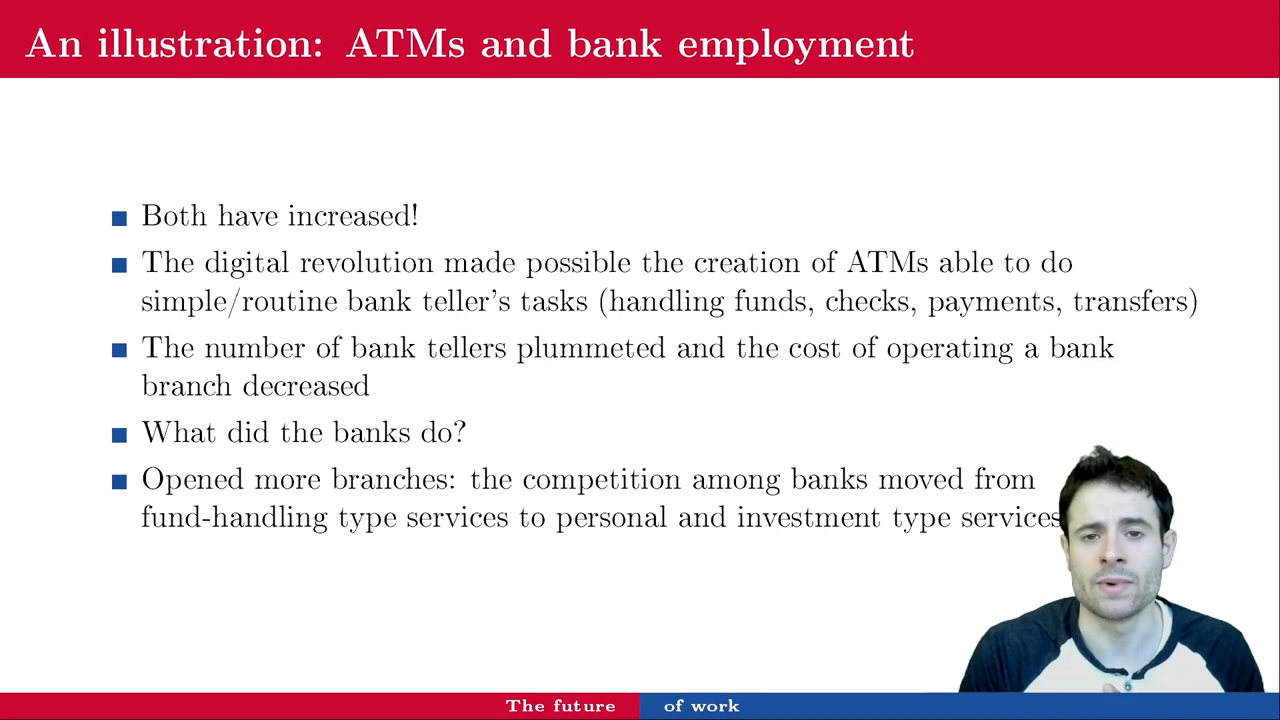 An illustration: ATMs and bank employment
Both have increased!
The digital revolution made possible the creation of ATMs able to do
simple/routine bank teller's tasks (handling funds, checks, payments, transfers)
The number of bank tellers plummeted and the cost of operating a bank
branch decreased
What did the banks do?
Opened more branches: the competition among banks moved from
fund-handling type services to personal and investment type services
The future of work